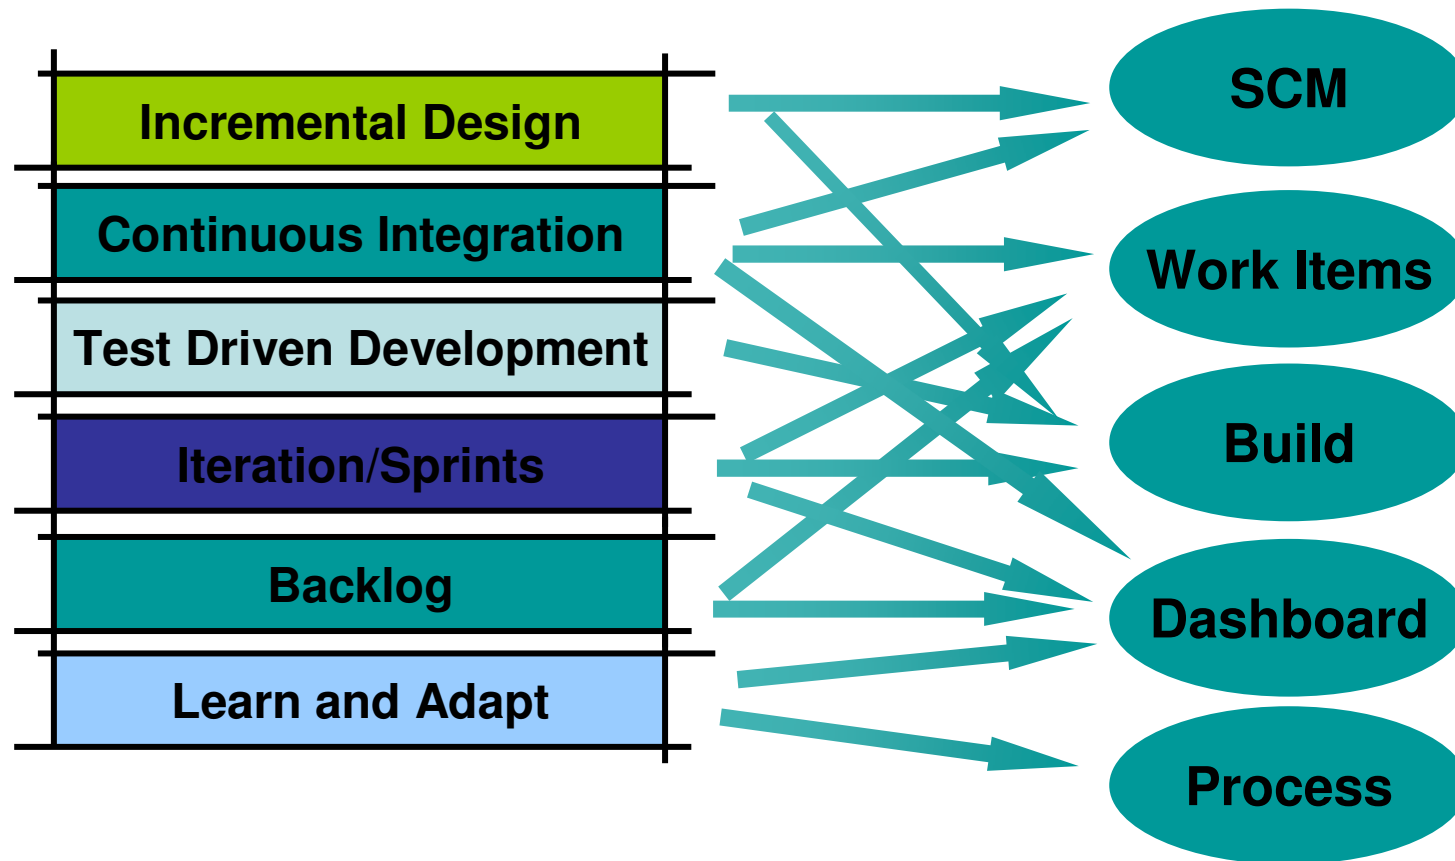 Incremental Design
Continuous Integration
Test Driven Development
Iteration/Sprints
Backlog
Learn and Adapt
SCM
Work Items
Build
Dashboard
Process